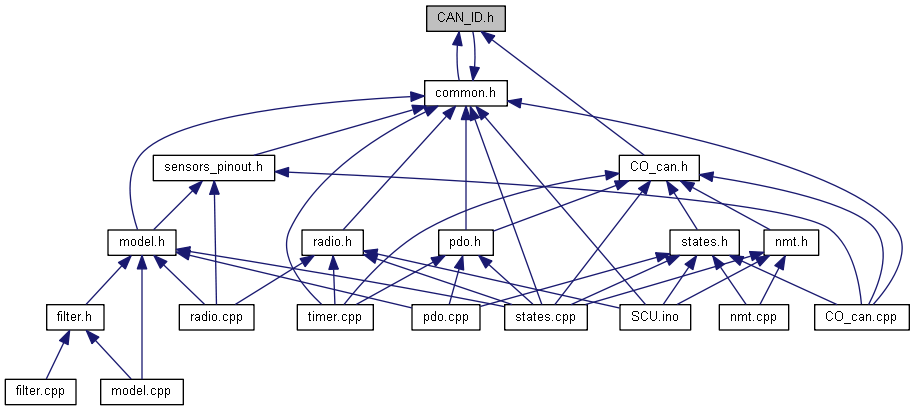 CAN_ID.h
common.h
sensors_pinout.h
CO_can.h
model.h
radio.h
pdo.h
states.h
nmt.h
filter.h
radio.cpp
timer.cpp
pdo.cpp
states.cpp
SCU.ino
nmt.cpp
CO_can.cpp
filter.cpp
model.cpp